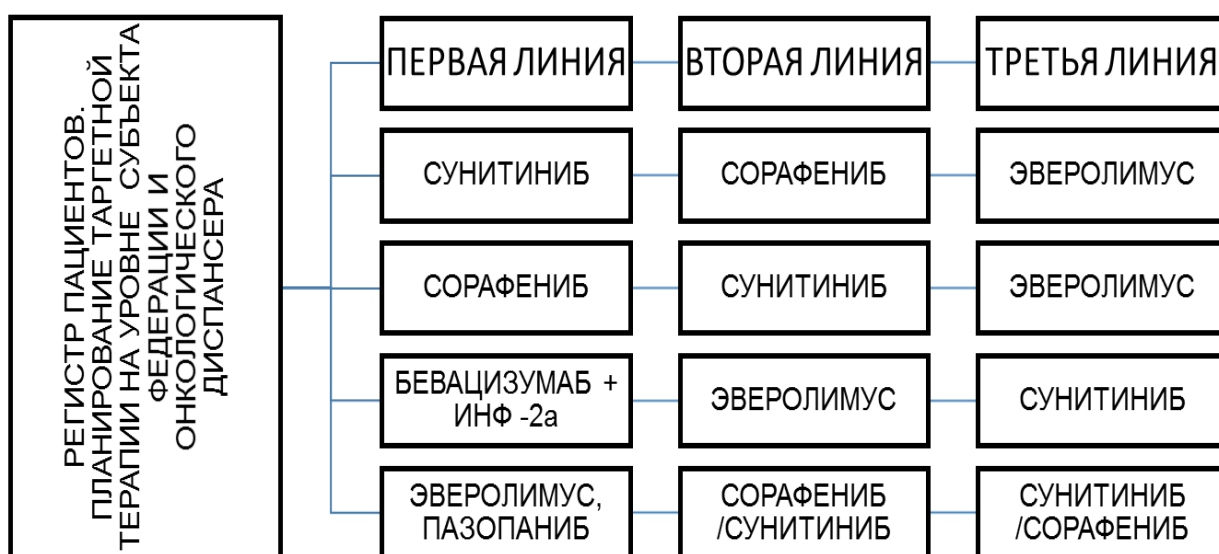 РЕГИСТР ПАЦИЕНТОВ.
ПЛАНИРОВАНИЕ ТАРГЕТНОЙ
ТЕРАПИИ НА УРОВНЕ СУБЪЕКТА
ФЕДЕРАЦИИ И
ОНКОЛОГИЧЕСКОГО
ДИСПАНСЕРА
ПЕРВАЯ ЛИНИЯ
ВТОРАЯ ЛИНИЯ
ТРЕТЬЯ ЛИНИЯ
СУНИТИНИБ
СОРАФЕНИБ
ЭВЕРОЛИМУС
СОРАФЕНИБ
СУНИТИНИБ
ЭВЕРОЛИМУС
БЕВАЦИЗУМАБ +
ИНФ -2а
ЭВЕРОЛИМУС
СУНИТИНИБ
ЭВЕРОЛИМУС,
ПАЗОПАНИБ
СОРАФЕНИБ
/СУНИТИНИБ
СУНИТИНИБ
/СОРАФЕНИБ